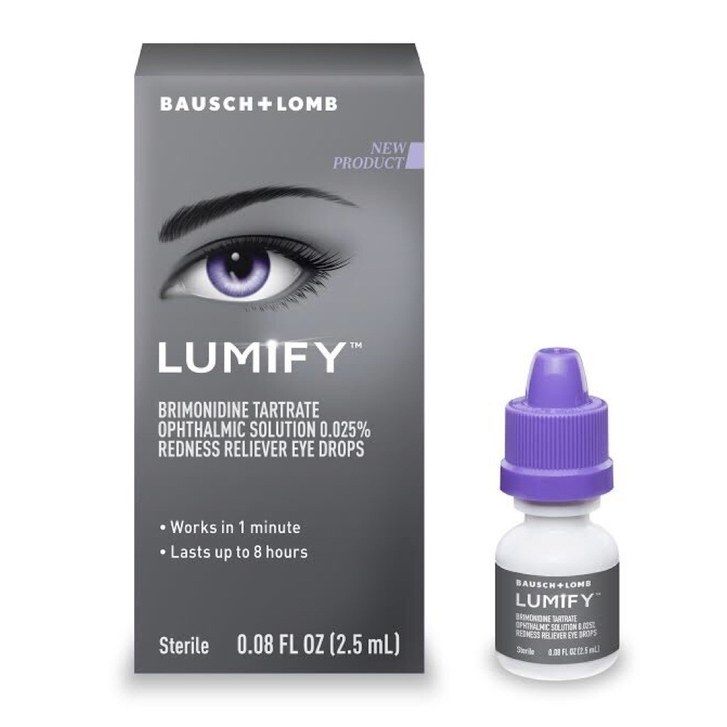 BAUSCH+LOMB
NEW
PRODUCT
LUMIFY™
BRIMONIDINE TARTRATE
OPHTHALMIC SOLUTION 0.025%
REDNESS RELIEVER EYE DROPS
• Works in 1 minute
• Lasts up to 8 hours
Sterile 0.08 FL OZ (2.5 mL)
BAUSCH+LOMB
LUMIFY™
BRIMONIDINE TARTRATE
OPHTHALMIC SOLUTION 0.025%
REDNESS RELIEVER EYE DROPS
Sterile 0.08 FL OZ (2.5 mL)